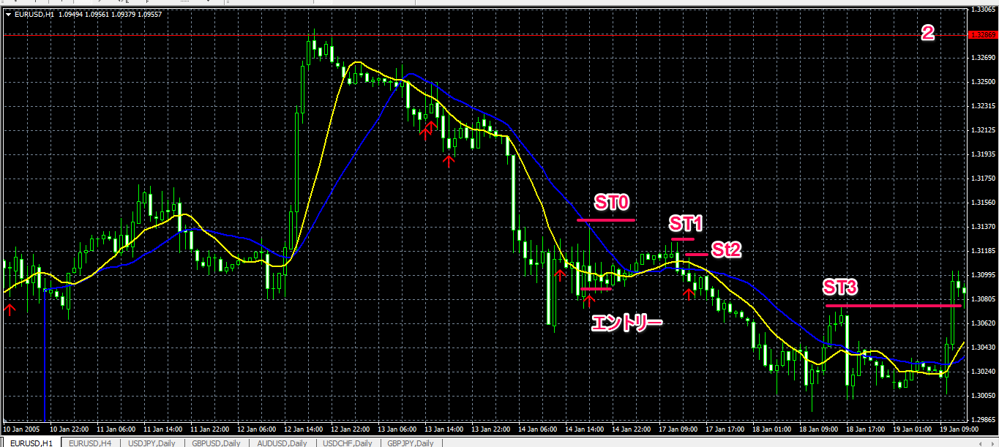 EURUSD,H1 1.09494 1.09561 1.09379 1.09557
1.33065
2
1.32869
1.32690
1.32500
1.32315
1.32125
1.31935
1.31750
ST0
1.31560
ST1
1.31370
St2
1.31185
1.30995
ST3
1.30805
エントリー
1.30620
1.30430
1.30240
1.30050
1.29865
10 Jan 2005 10 Jan 22:00 11 Jan 06:00 11 Jan 14:00 11 Jan 22:00 12 Jan 06:00 12 Jan 14:00 12 Jan 22:00 13 Jan 06:00 13 Jan 14:00 13 Jan 22:00 14 Jan 06:00 14 Jan 14:00 14 Jan 22:00 17 Jan 09:00 17 Jan 17:00 18 Jan 01:00 18 Jan 09:00 18 Jan 17:00 19 Jan 01:00 19 Jan 09:00
EURUSD,H1 EURUSD,H4 USDJPY,Daily GBPUSD,Daily AUDUSD,Daily USDCHF,Daily GBPJPY,Daily